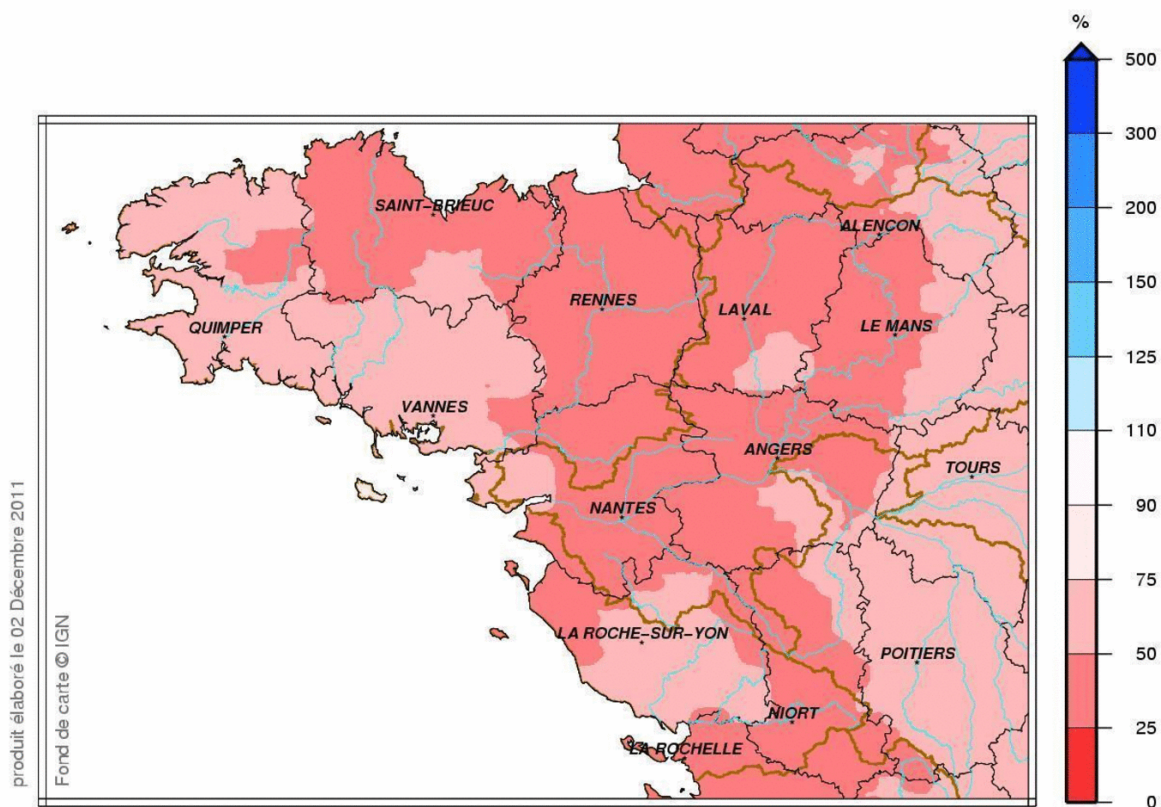 %
500
300
200
150
125
110
90
75
50
25
0
SAINT-BRIEUC
ALENCON
RENNES
LAVAL
LE MANS
QUIMPER
VANNES
ANGERS
TOURS
NANTES
LA ROCHE-SUR-YON
POITIERS
NIORT
LA ROCHELLE
produit élaboré le 02 Décembre 2011
Fond de carte © IGN